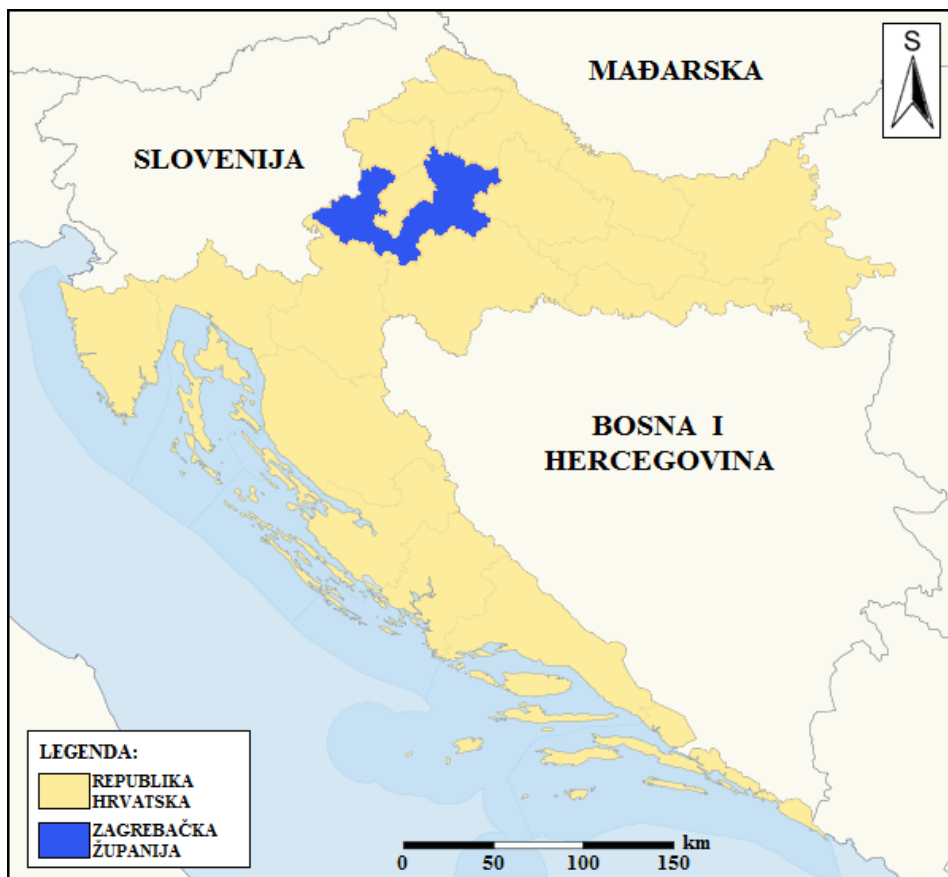 S
MAĐARSKA
SLOVENIJA
BOSNA I
HERCEGOVINA
LEGENDA:
REPUBLIKA
HRVATSKA
ZAGREBAČKA
ŽUPANIJA
0 50 100 150 km